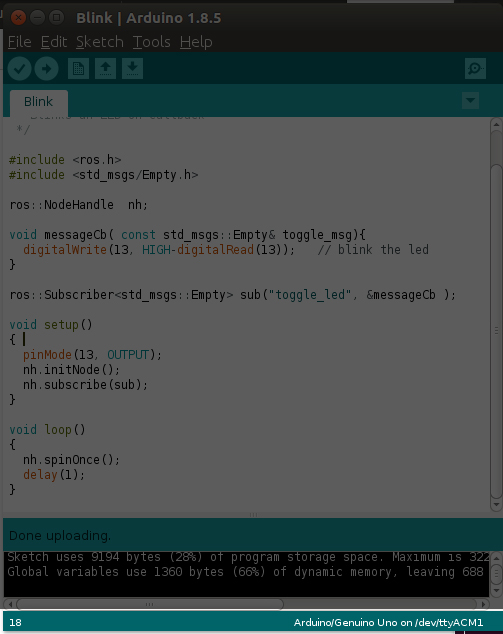 Blink | Arduino 1.8.5
File Edit Sketch Tools Help
Blink
*/
#include <ros.h>
#include <std_msgs/Empty.h>
ros::NodeHandle  nh;
void messageCb( const std_msgs::Empty& toggle_msg){
  digitalWrite(13, HIGH-digitalRead(13));   // blink the led
}
ros::Subscriber<std_msgs::Empty> sub("toggle_led", &messageCb );
void setup()
{
  pinMode(13, OUTPUT);
  nh.initNode();
  nh.subscribe(sub);
}
void loop()
{
  nh.spinOnce();
  delay(1);
}
Done uploading.
Sketch uses 9194 bytes (28%) of program storage space. Maximum is 322
Global variables use 1360 bytes (66%) of dynamic memory, leaving 688
18 Arduino/Genuino Uno on /dev/ttyACM1